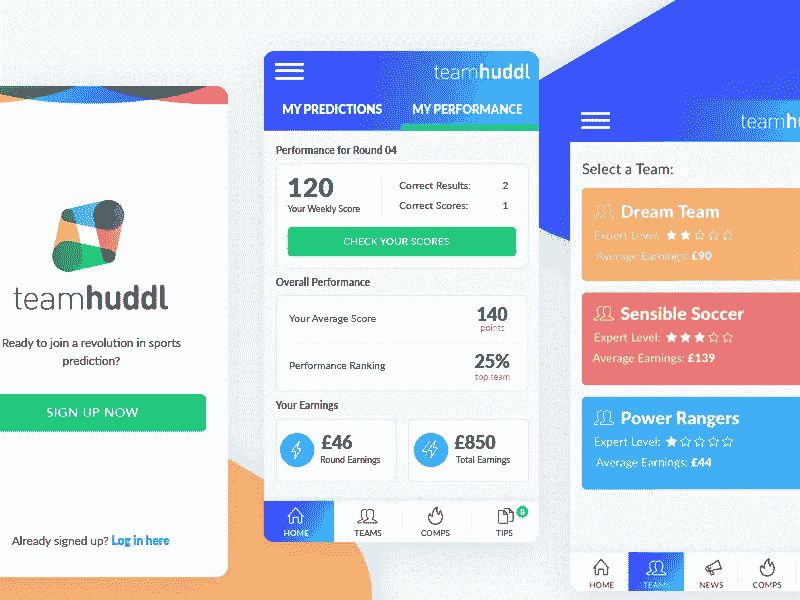 teamhuddl
Ready to join a revolution in sports
prediction?
SIGN UP NOW
Already signed up? Log in here
teamhuddl
MY PREDICTIONS
MY PERFORMANCE
Performance for Round 04
120
Your Weekly Score
Correct Results: 2
Correct Scores: 1
CHECK YOUR SCORES
Overall Performance
Your Average Score
140
points
Performance Ranking
25%
top team
Your Earnings
£46
Round Earnings
£850
Total Earnings
HOME
TEAMS
COMPS
TIPS
teamhu
Select a Team:
Dream Team
Expert Level:
Average Earnings: £90
Sensible Soccer
Expert Level:
Average Earnings: £139
Power Rangers
Expert Level:
Average Earnings: £44
HOME
TEAMS
NEWS
COMPS